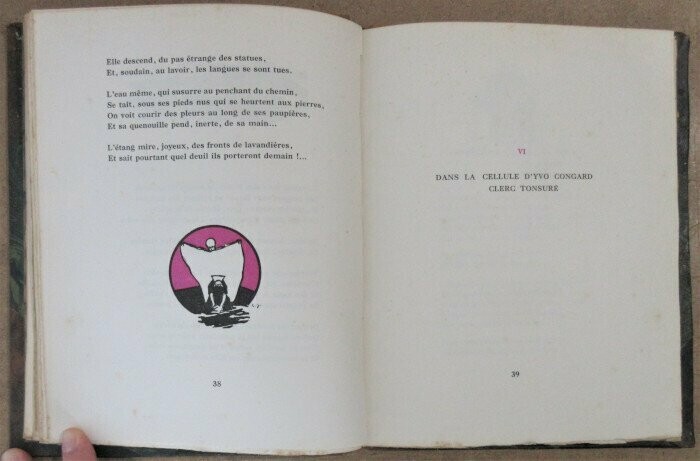 Elle descend, du pas étrange des statues,
Et, soudain, au lavoir, les langues se sont tues.
L'eau même, qui susurre au penchant du chemin,
Se tait, sous ses pieds nus qui se heurtent aux pierres,
On voit courir des pleurs au long de ses paupières,
Et sa quenouille pend, inerte, de sa main...
L'étang mire, joyeux, des fronts de lavandières,
Et sait pourtant quel deuil ils porteront demain !...
38
VI
DANS LA CELLULE D'YVO CONGARD
CLERC TONSURÉ
39